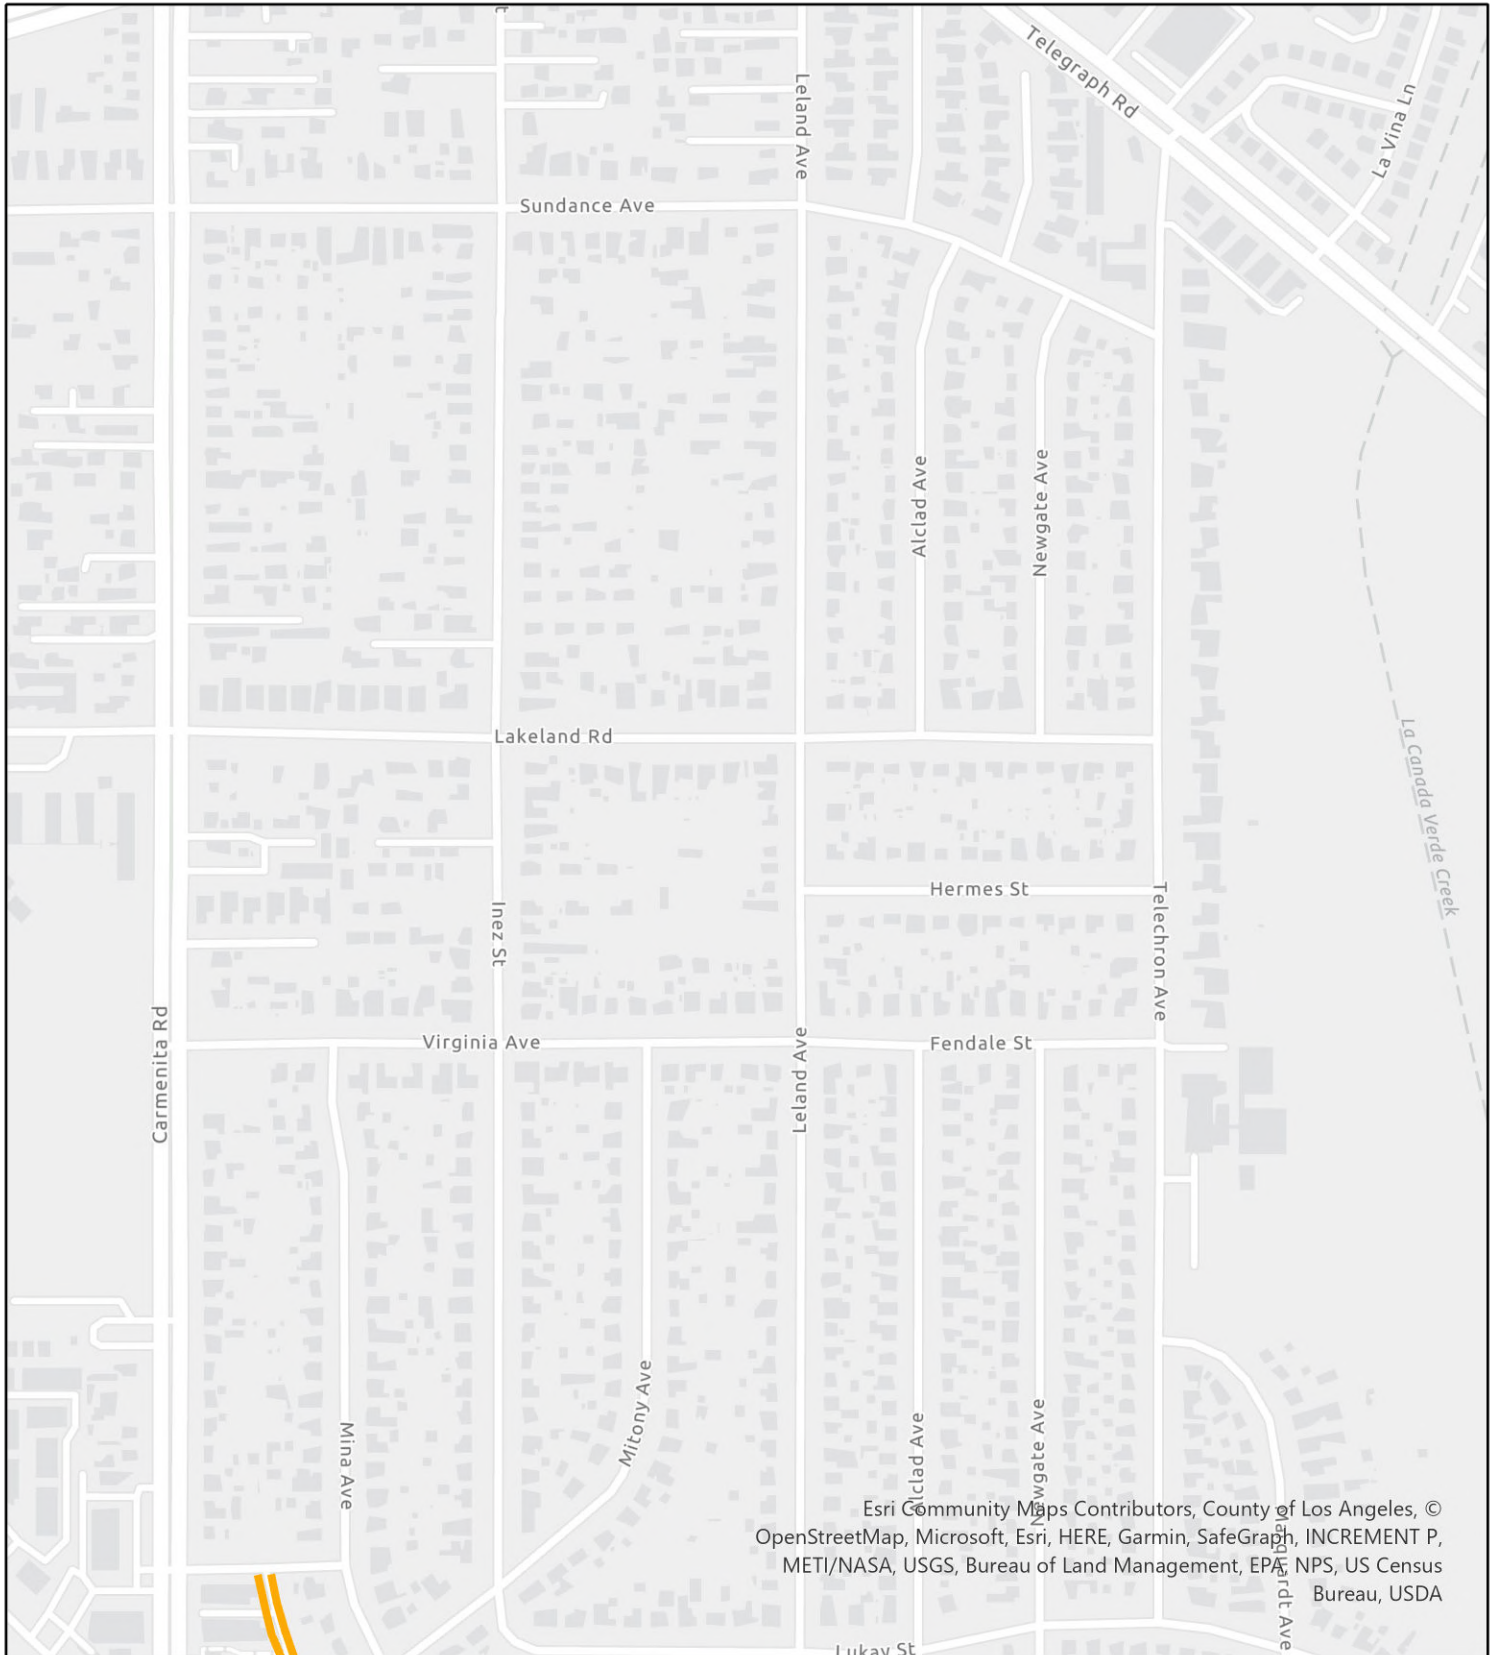 t
Telegraph Rd
Leland Ave
La Vina Ln
Sundance Ave
Alclad Ave
Newgate Ave
Lakeland Rd
La Canada Verde Creek
Hermes St
Inez St
Telechron Ave
Carmenita Rd
Virginia Ave
Leland Ave
Fendale St
Mitony Ave
Mina Ave
Alclad Ave
Newgate Ave
Marquardt Ave
Esri Community Maps Contributors, County of Los Angeles, ©
OpenStreetMap, Microsoft, Esri, HERE, Garmin, SafeGraph, INCREMENT P,
METI/NASA, USGS, Bureau of Land Management, EPA, NPS, US Census
Bureau, USDA
Lukay St